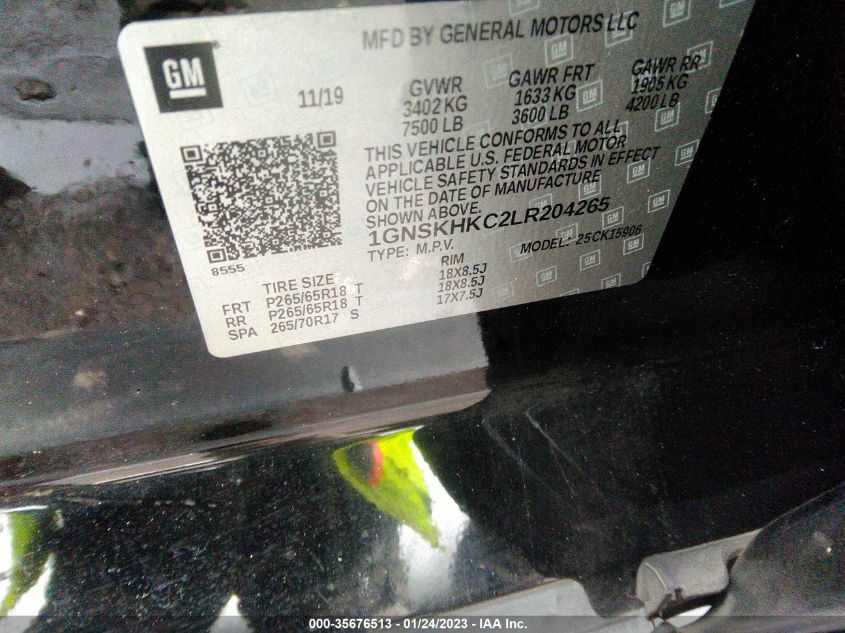 MFD BY GENERAL MOTORS LLC
GM
11/19
GVWR GAWR FRT GAWR RR
3402 KG 1633 KG 1905 KG
7500 LB 3600 LB 4200 LB
THIS VEHICLE CONFORMS TO ALL
APPLICABLE U.S. FEDERAL MOTOR
VEHICLE SAFETY STANDARDS IN EFFECT
ON THE DATE OF MANUFACTURE
SHOWN ABOVE.
1GNSKHKC2LR204265
TYPE: M.P.V. MODEL: 25CK15906
8555
TIRE SIZE RIM
FRT P265/65R18 T 18X8.5J
RR P265/65R18 T 18X8.5J
SPA 265/70R17 S 17X7.5J
000-35676513 - 01/24/2023 - IAA Inc.